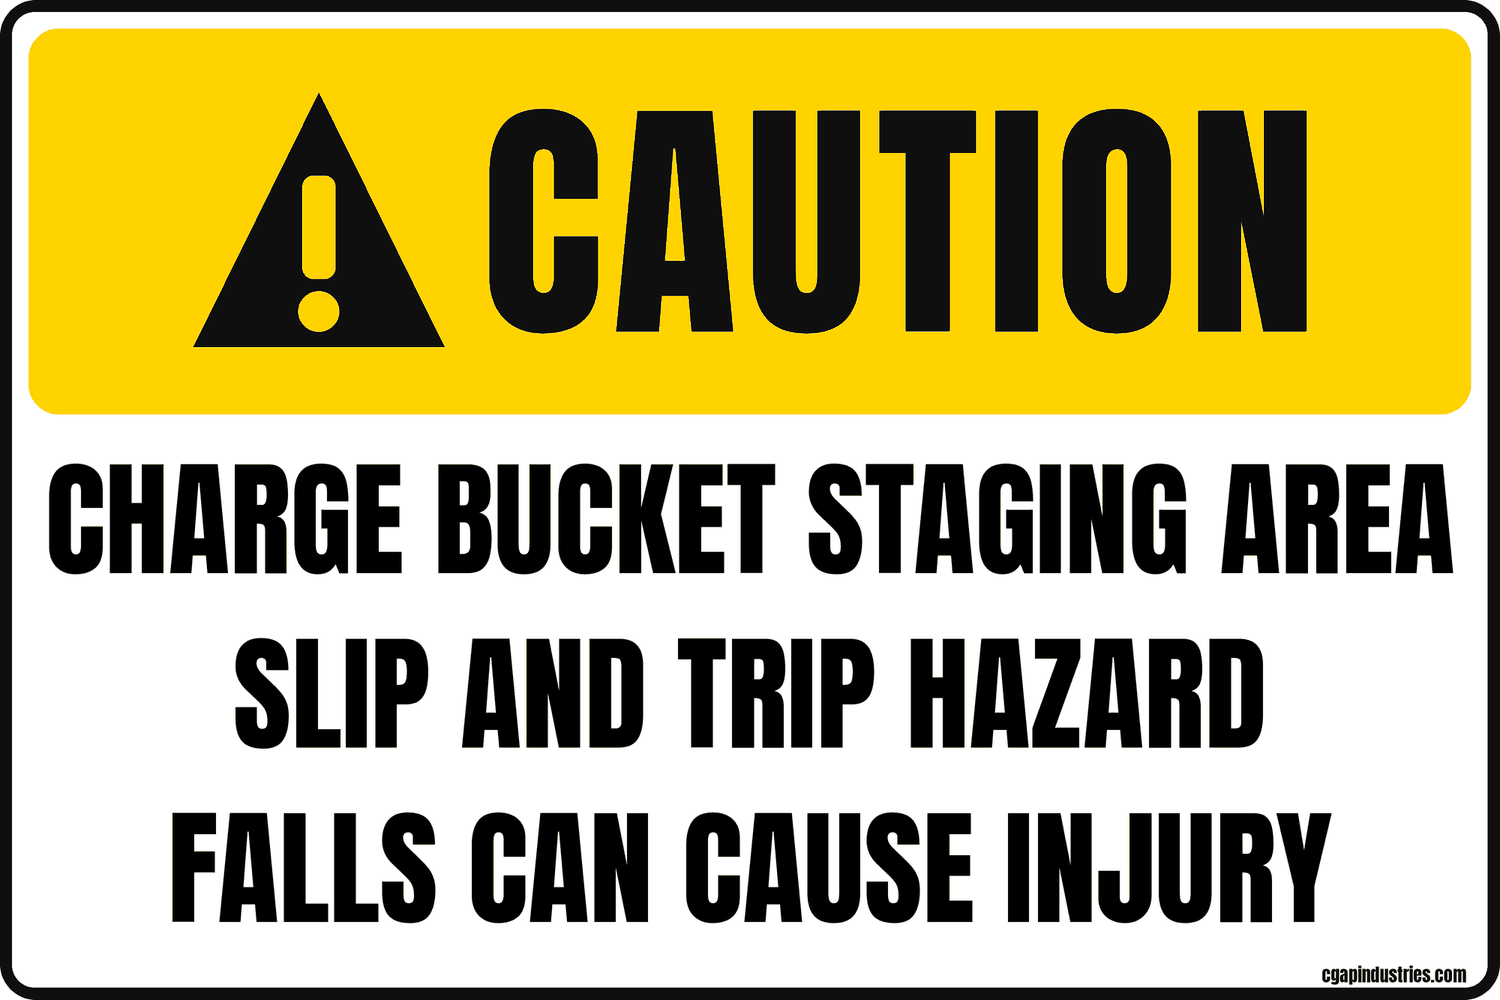 CAUTION
CHARGE BUCKET STAGING AREA
SLIP AND TRIP HAZARD
FALLS CAN CAUSE INJURY
cgapindustries.com